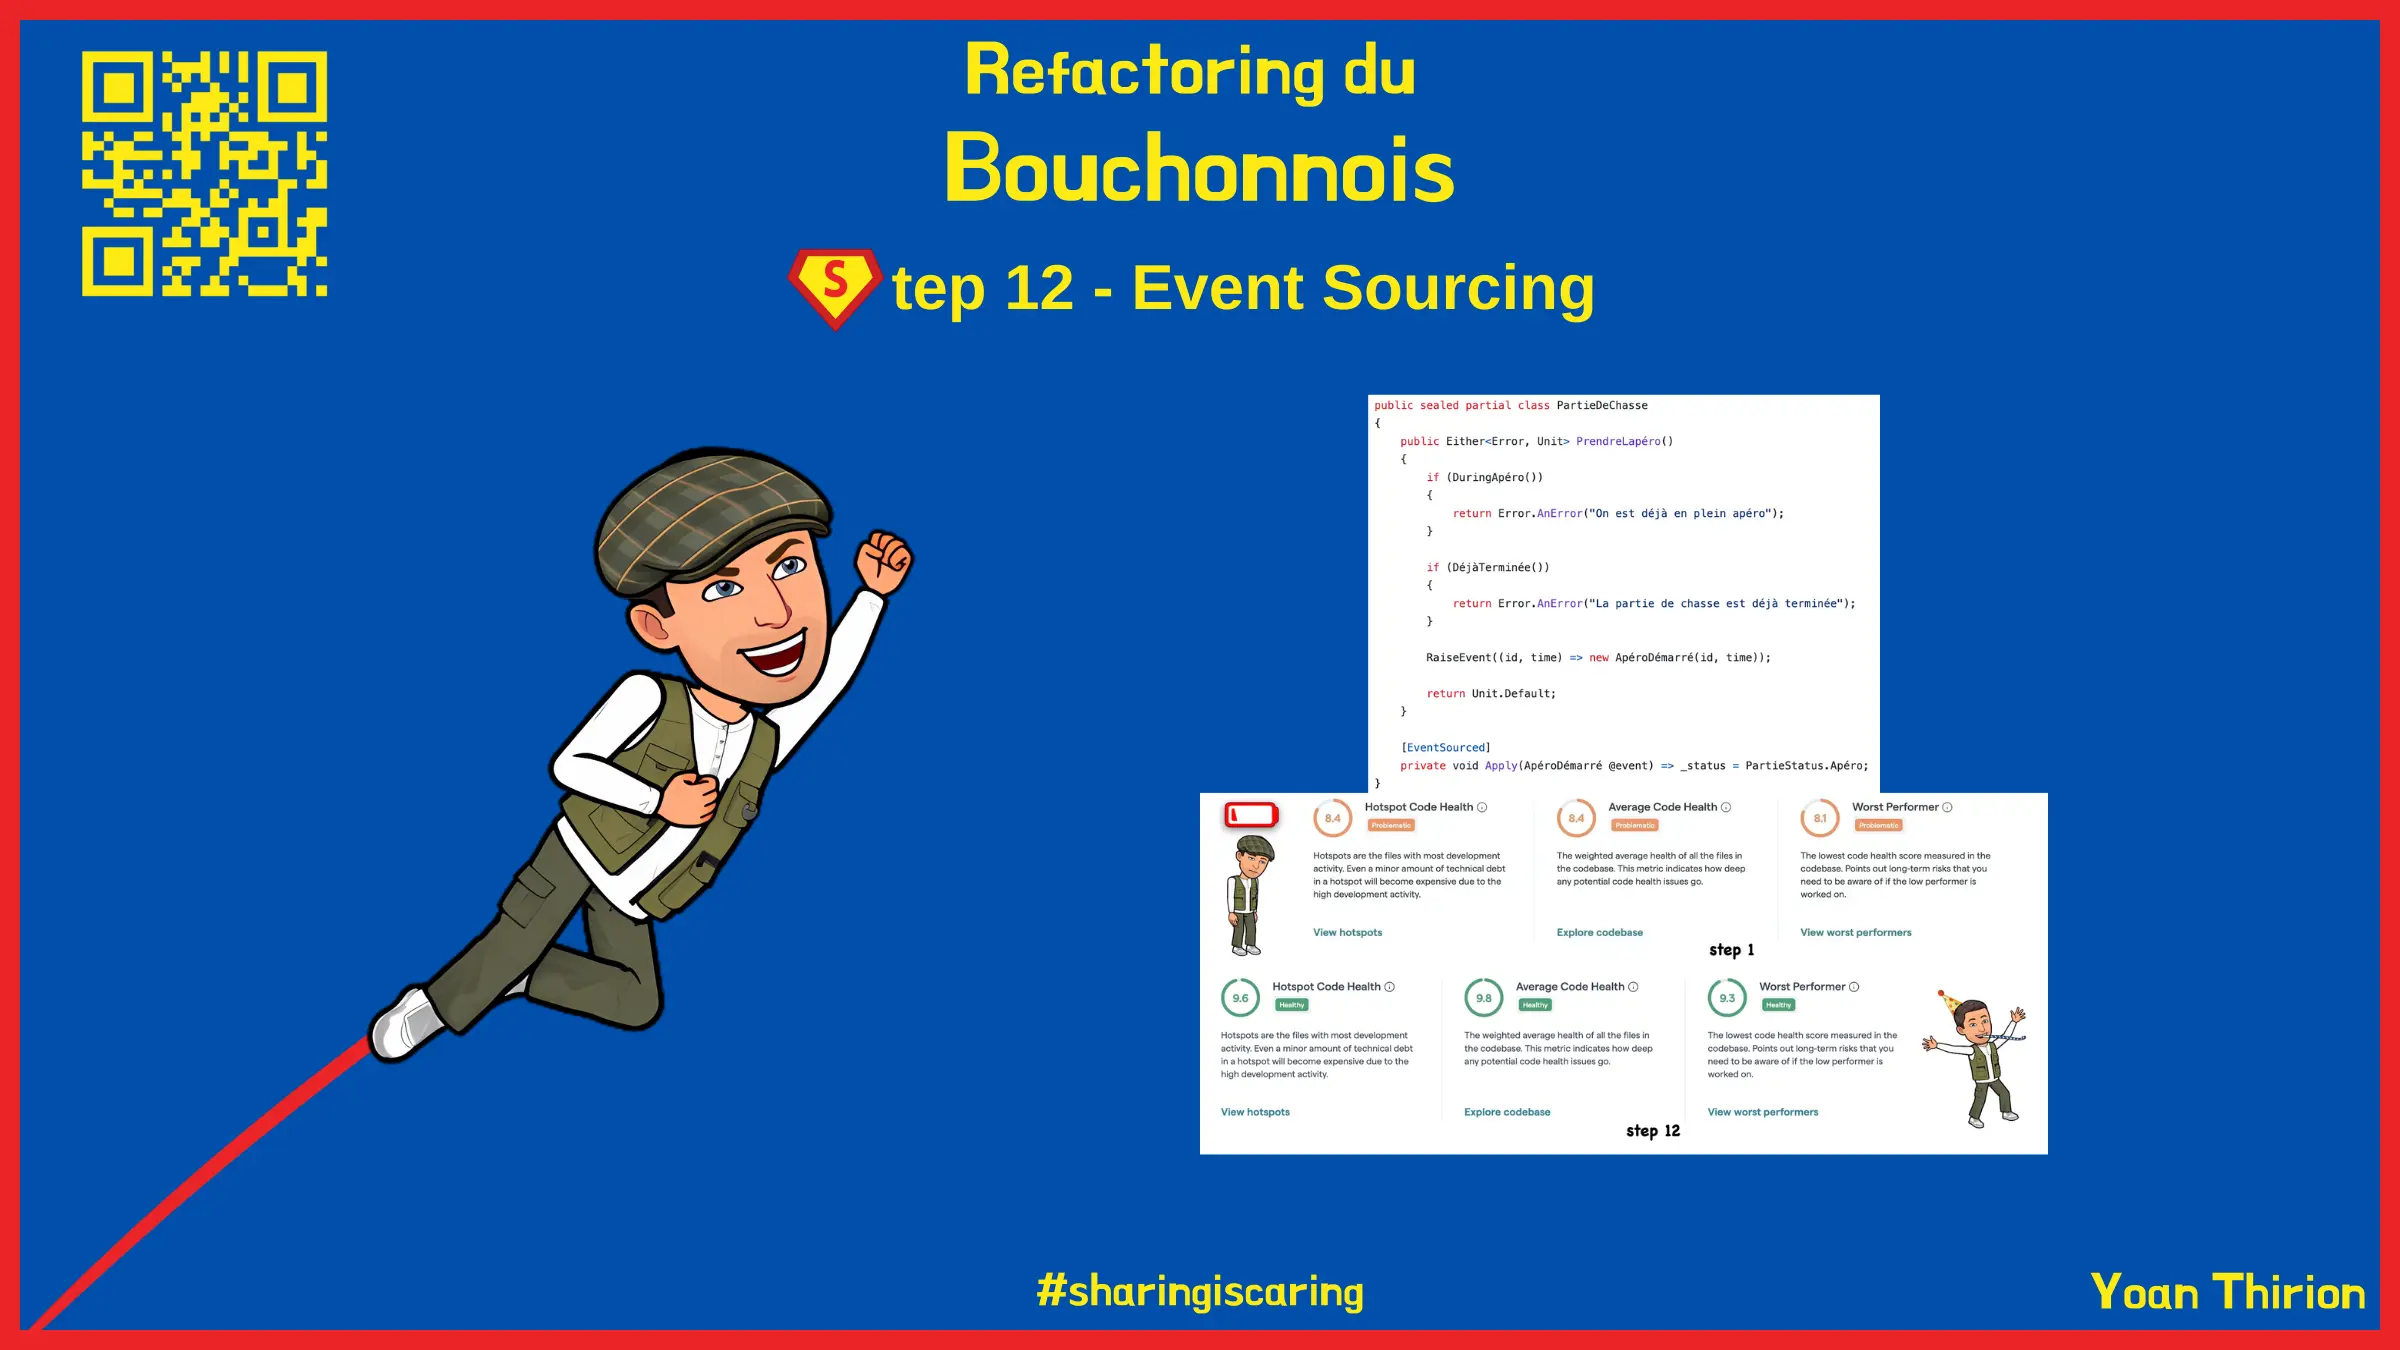 Refactoring du
Bouchonnois
Step 12 - Event Sourcing
public sealed partial class PartieDeChasse
{
public Either<Error, Unit> PrendreLapéro()
{
if (DuringApéro())
{
return Error.AnError("On est déjà en plein apéro");
}
if (DéjàTerminée())
{
return Error.AnError("La partie de chasse est déjà terminée");
}
RaiseEvent((id, time) => new ApéroDémarré(id, time));
return Unit.Default;
}
[EventSourced]
private void Apply(ApéroDémarré @event) => _status = PartieStatus.Apéro;
}
8.4 Hotspot Code Health
Problematic
Hotspots are the files with most development
activity. Even a minor amount of technical debt
in a hotspot will become expensive due to the
high development activity.
View hotspots
8.4 Average Code Health
Problematic
The weighted average health of all the files in
the codebase. This metric indicates how deep
any potential code health issues go.
Explore codebase
8.1 Worst Performer
Problematic
The lowest code health score measured in the
codebase. Points out long-term risks that you
need to be aware of if the low performer is
worked on.
View worst performers
step 1
9.6 Hotspot Code Health
Healthy
Hotspots are the files with most development
activity. Even a minor amount of technical debt
in a hotspot will become expensive due to the
high development activity.
View hotspots
9.8 Average Code Health
Healthy
The weighted average health of all the files in
the codebase. This metric indicates how deep
any potential code health issues go.
Explore codebase
9.3 Worst Performer
Healthy
The lowest code health score measured in the
codebase. Points out long-term risks that you
need to be aware of if the low performer is
worked on.
View worst performers
step 12
#sharingiscaring
Yoan Thirion